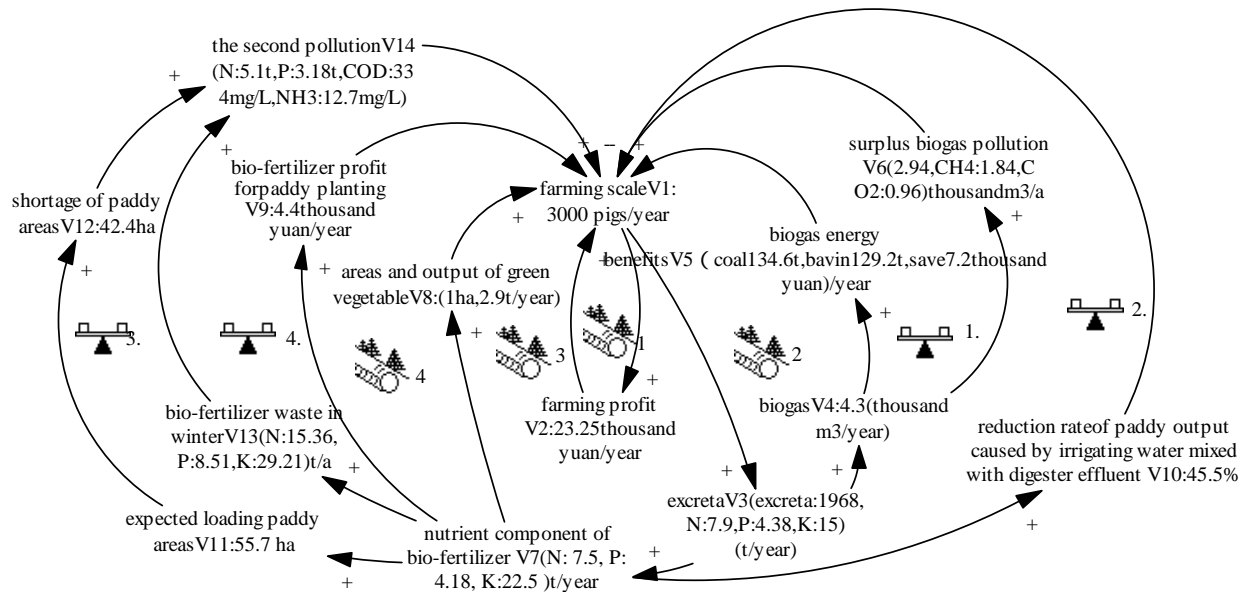 the second pollutionV14
(N:5.1t,P:3.18t,COD:33
4mg/L,NH3:12.7mg/L)
+
+
bio-fertilizer profit
forpaddy planting
V9:4.4thousand
yuan/year
+
shortage of paddy
areasV12:42.4ha
+
+ − +
farming scaleV1:
3000 pigs/year
+
surplus biogas pollution
V6(2.94,CH4:1.84,C
O2:0.96)thousandm3/a
+
biogas energy
benefitsV5（coal134.6t,bavin129.2t,save7.2thousand
yuan)/year
+
+
areas and output of green
vegetableV8:(1ha,2.9t/year)
+
3.
4.
4
3
1
2
1.
2.
+
farming profit
V2:23.25thousand
yuan/year
+
biogasV4:4.3(thousand
m3/year)
+
bio-fertilizer waste in
winterV13(N:15.36,
P:8.51,K:29.21)t/a
+
reduction rateof paddy output
caused by irrigating water mixed
with digester effluent V10:45.5%
+
expected loading paddy
areasV11:55.7 ha
+
nutrient component of
bio-fertilizer V7(N: 7.5, P:
4.18, K:22.5 )t/year
+
+
excretaV3(excreta:1968,
N:7.9,P:4.38,K:15)
(t/year)